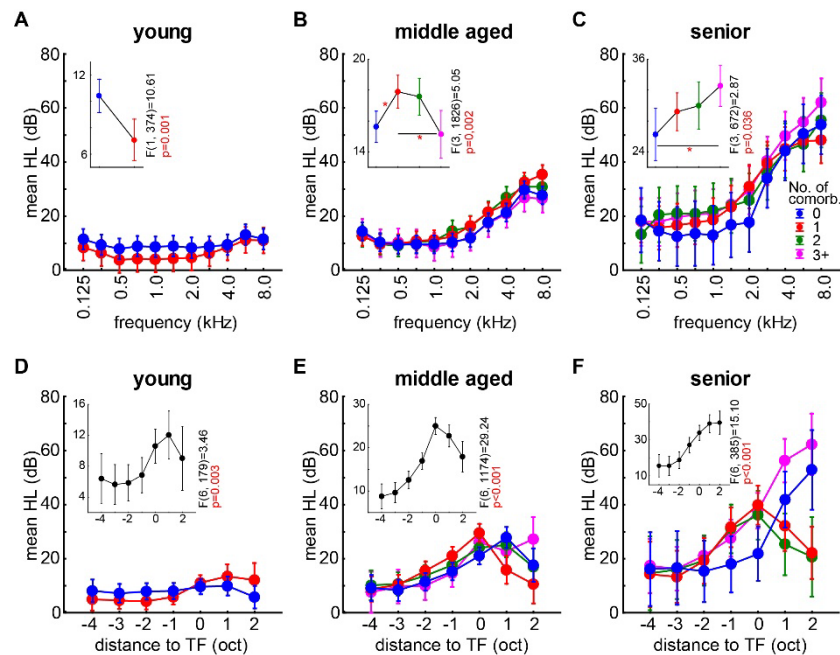 A
young
B
middle aged
C
senior
80
60
40
20
0
mean HL (dB)
12
6
F(1, 374)=10.61
p=0.001
0.125
0.5
1.0
2.0
4.0
8.0
frequency (kHz)
80
60
40
20
0
mean HL (dB)
20
14
*
*
F(3, 1826)=5.05
p=0,002
0.125
0.5
1.0
2.0
4.0
8.0
frequency (kHz)
80
60
40
20
0
mean HL (dB)
36
24
*
F(3, 672)=2.87
p=0.036
No. of
comorb.
0
1
2
3+
0.125
0.5
1.0
2.0
4.0
8.0
frequency (kHz)
D
young
E
middle aged
F
senior
80
60
40
20
0
mean HL (dB)
16
12
8
4
-4 -2 0 2
F(6, 179)=3.46
p=0.003
-4 -3 -2 -1 0 1 2
distance to TF (oct)
80
60
40
20
0
mean HL (dB)
30
20
10
0
-4 -2 0 2
F(6, 1174)=29.24
p<0.001
-4 -3 -2 -1 0 1 2
distance to TF (oct)
80
60
40
20
0
mean HL (dB)
50
30
10
-4 -2 0 2
F(6, 385)=15.10
p<0.001
-4 -3 -2 -1 0 1 2
distance to TF (oct)